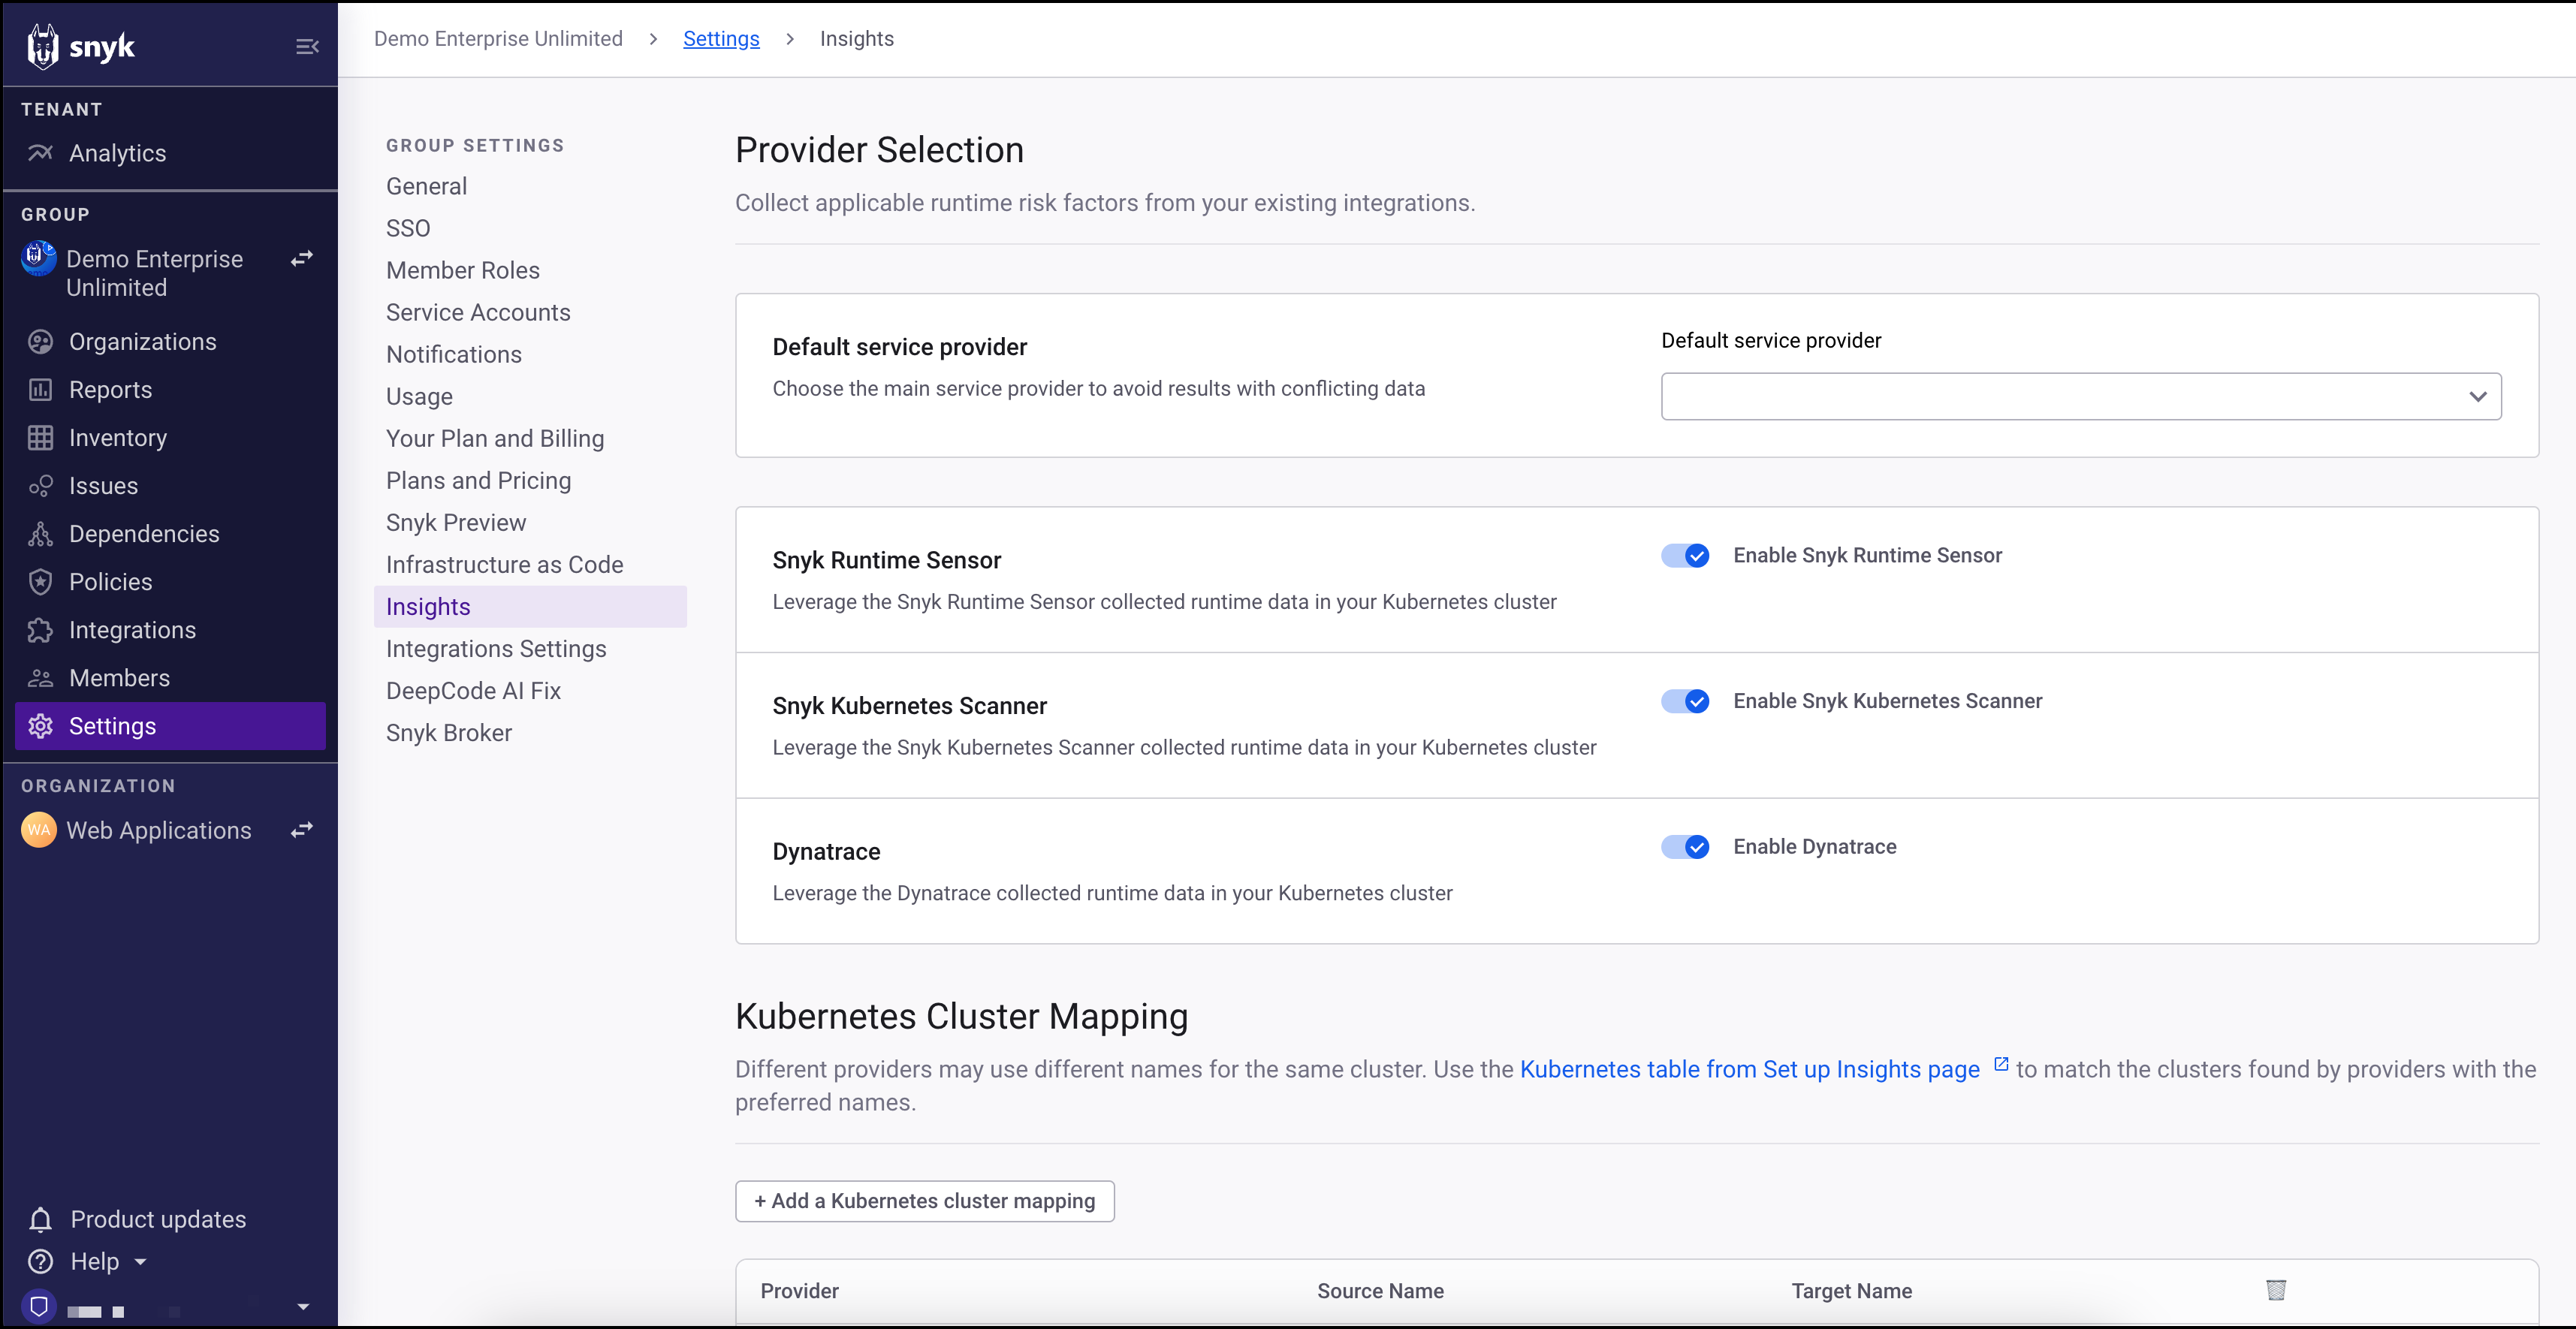 snyk
TENANT
Analytics
GROUP
Demo Enterprise
Unlimited
Organizations
Reports
Inventory
Issues
Dependencies
Policies
Integrations
Members
Settings
ORGANIZATION
WA
Web Applications
Product updates
Help
Demo Enterprise Unlimited > Settings > Insights
GROUP SETTINGS
General
SSO
Member Roles
Service Accounts
Notifications
Usage
Your Plan and Billing
Plans and Pricing
Snyk Preview
Infrastructure as Code
Insights
Integrations Settings
DeepCode AI Fix
Snyk Broker
Provider Selection
Collect applicable runtime risk factors from your existing integrations.
Default service provider
Choose the main service provider to avoid results with conflicting data
Default service provider
Snyk Runtime Sensor
Leverage the Snyk Runtime Sensor collected runtime data in your Kubernetes cluster
Enable Snyk Runtime Sensor
Snyk Kubernetes Scanner
Leverage the Snyk Kubernetes Scanner collected runtime data in your Kubernetes cluster
Enable Snyk Kubernetes Scanner
Dynatrace
Leverage the Dynatrace collected runtime data in your Kubernetes cluster
Enable Dynatrace
Kubernetes Cluster Mapping
Different providers may use different names for the same cluster. Use the Kubernetes table from Set up Insights page to match the clusters found by providers with the
preferred names.
+ Add a Kubernetes cluster mapping
Provider Source Name Target Name